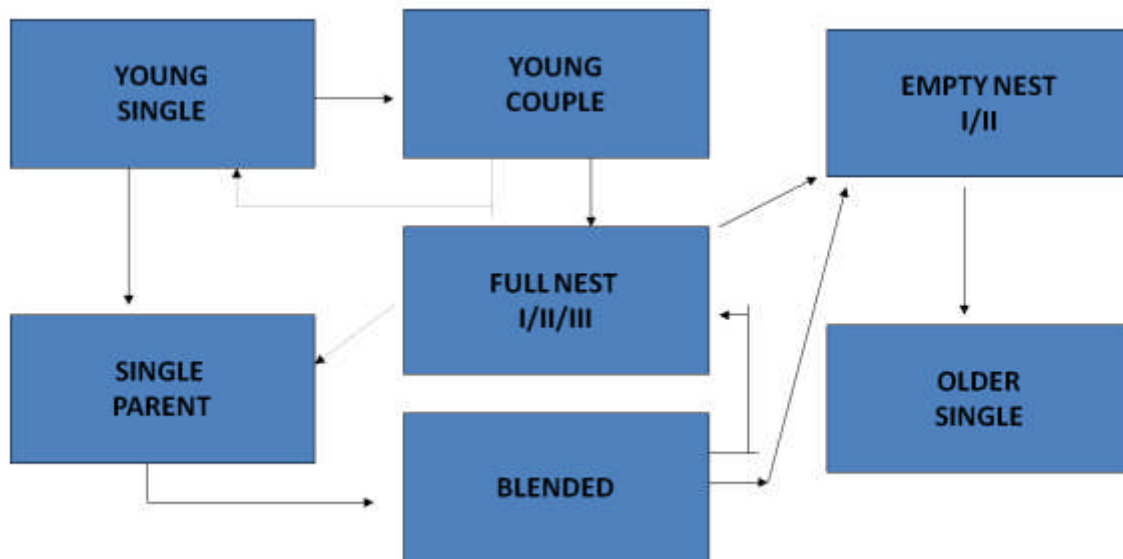 YOUNG
SINGLE
YOUNG
COUPLE
EMPTY NEST
I/II
FULL NEST
I/II/III
SINGLE
PARENT
OLDER
SINGLE
BLENDED